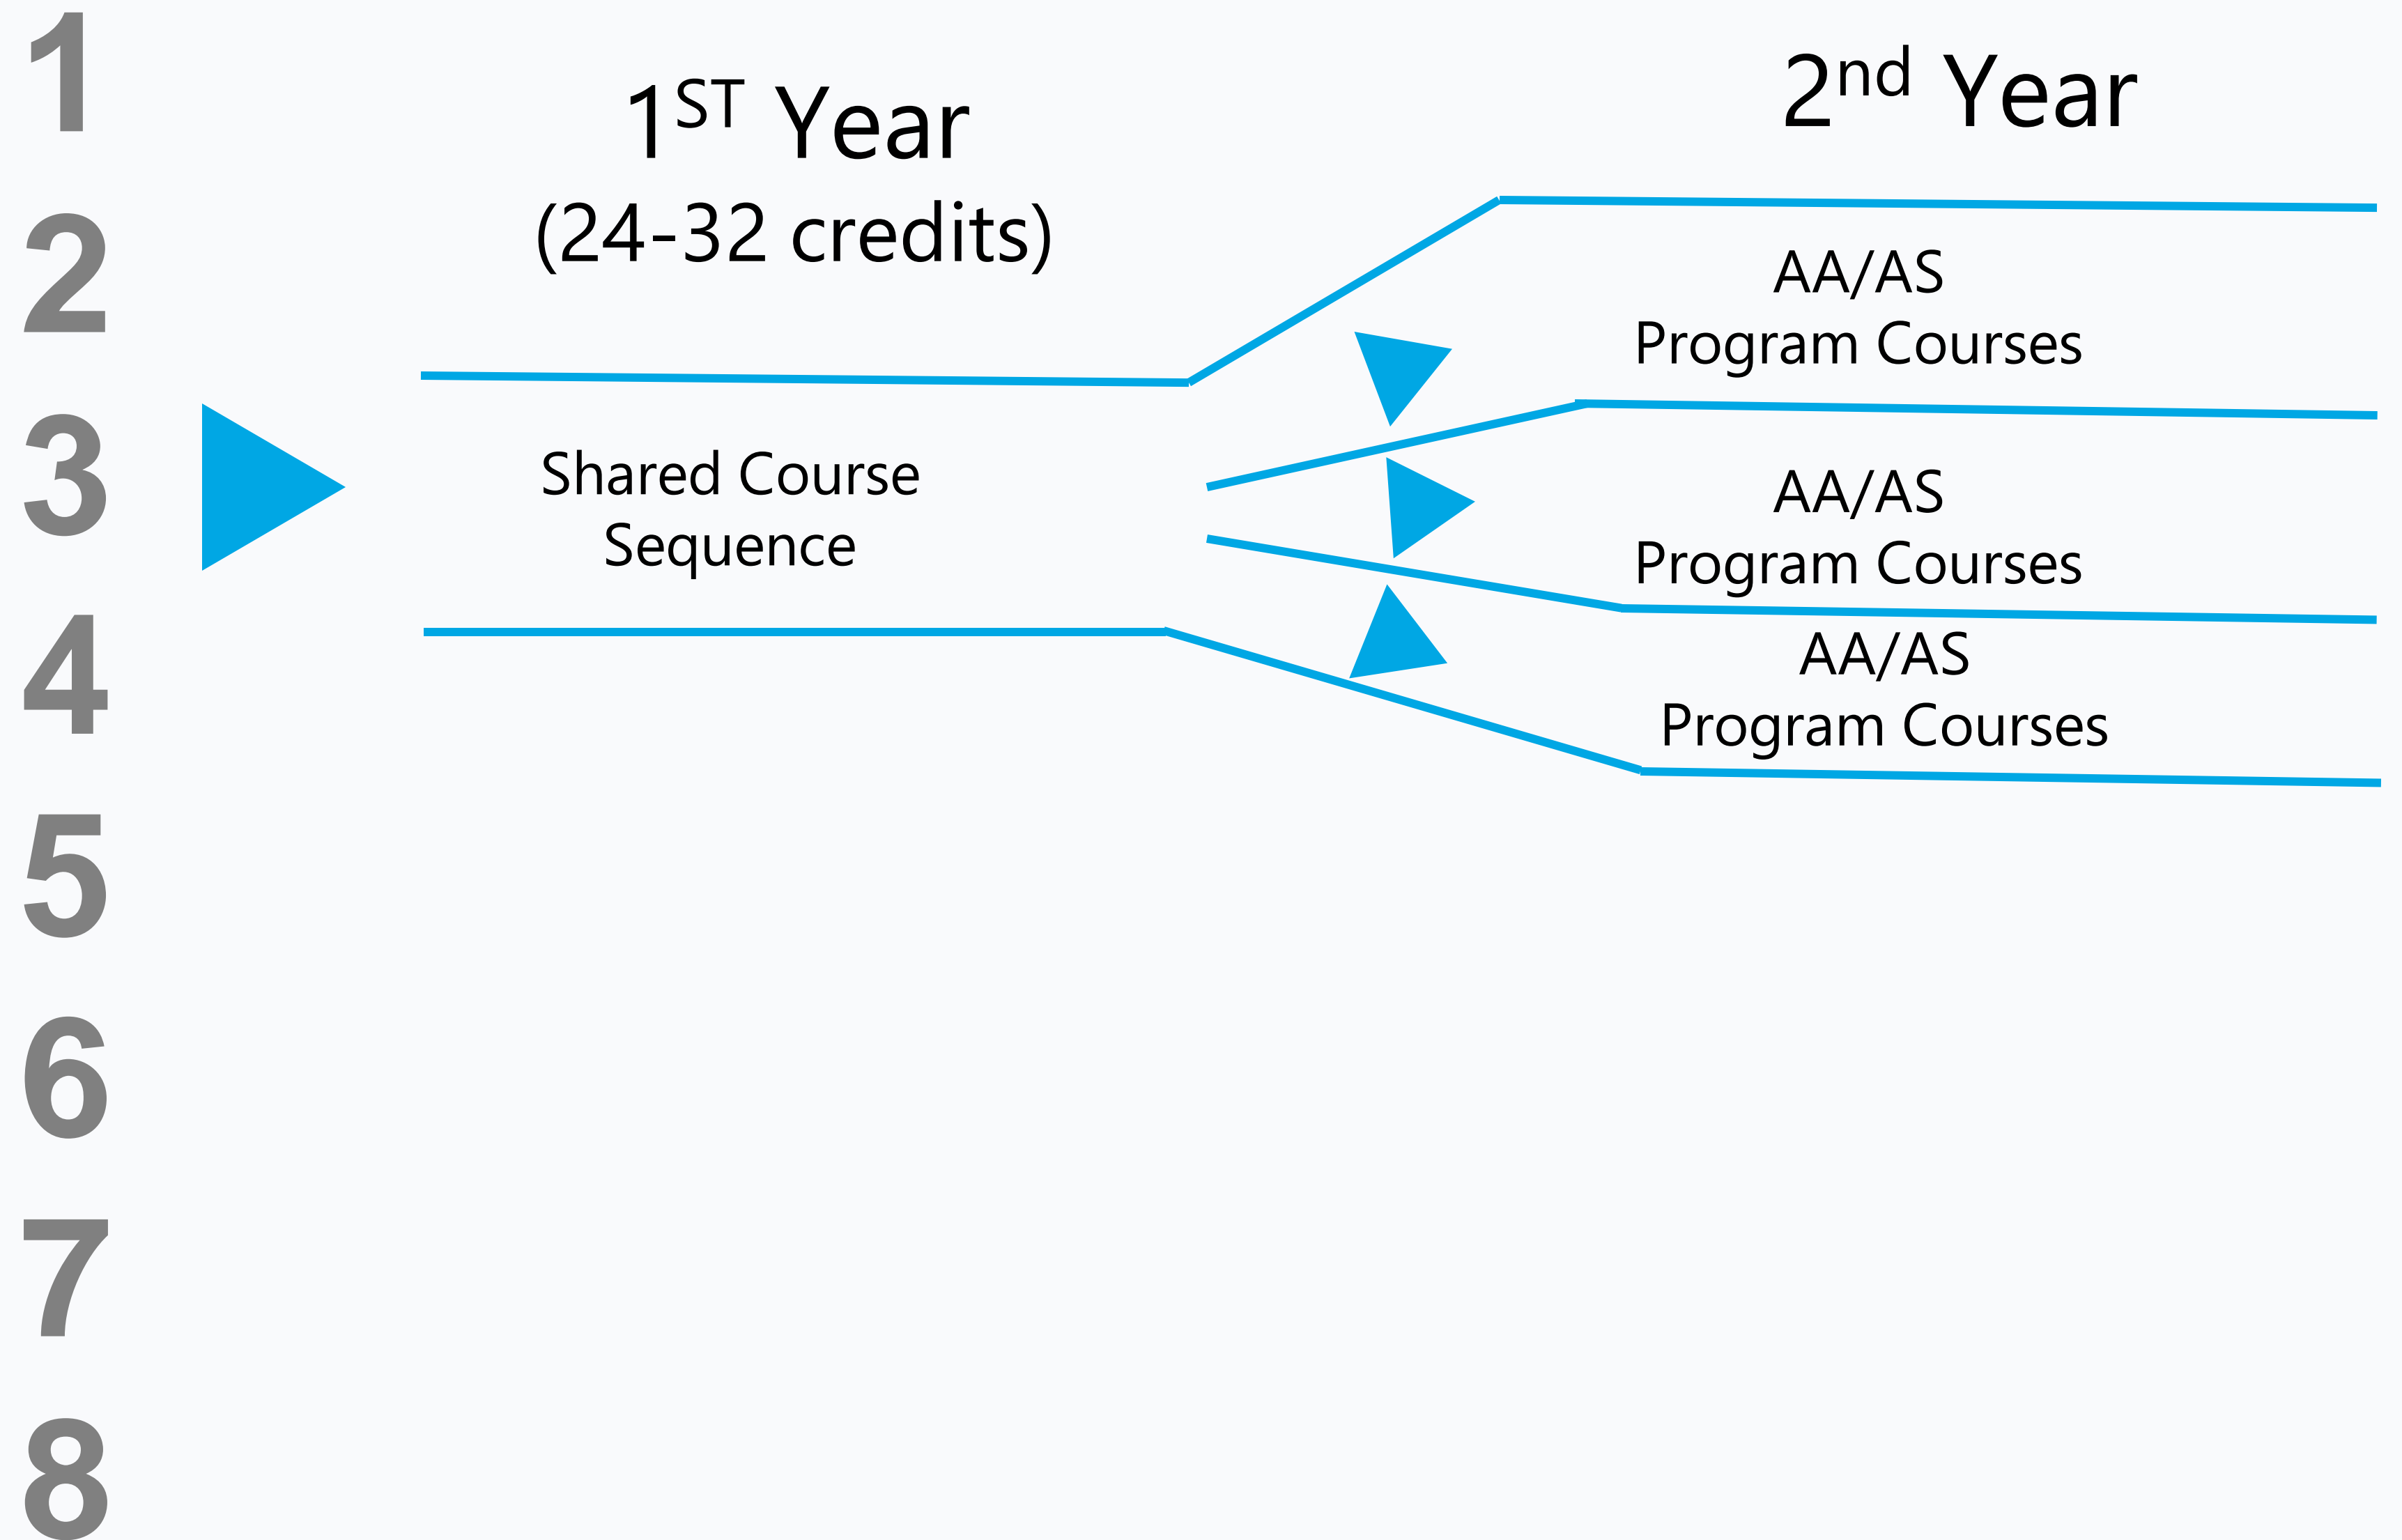 1
2
3
4
5
6
7
8
1ST Year
(24-32 credits)
Shared Course
Sequence
2nd Year
AA/AS
Program Courses
AA/AS
Program Courses
AA/AS
Program Courses